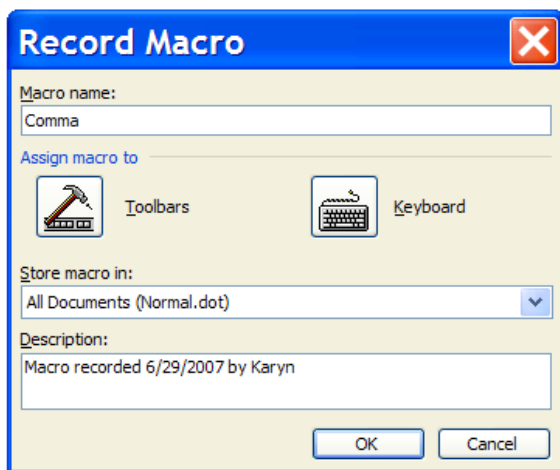 Record Macro
Macro name:
Comma
Assign macro to
Toolbars Keyboard
Store macro in:
All Documents (Normal.dot)
Description:
Macro recorded 6/29/2007 by Karyn
OK Cancel